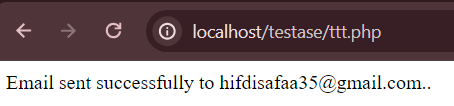 localhost/testase/ttt.php
Email sent successfully to hifdisafaa35@gmail.com..